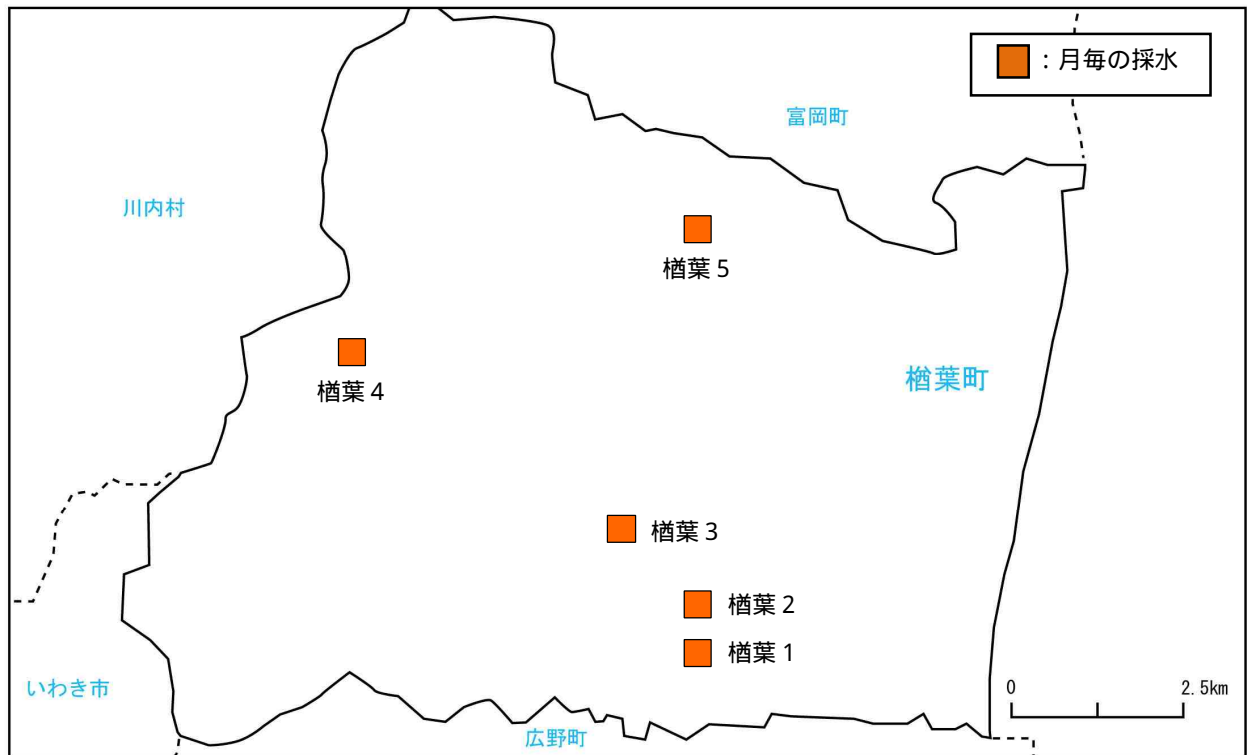 ：月毎の採水
富岡町
川内村
楢葉５
楢葉町
楢葉４
楢葉３
楢葉２
楢葉１
いわき市
0 2.5km
広野町